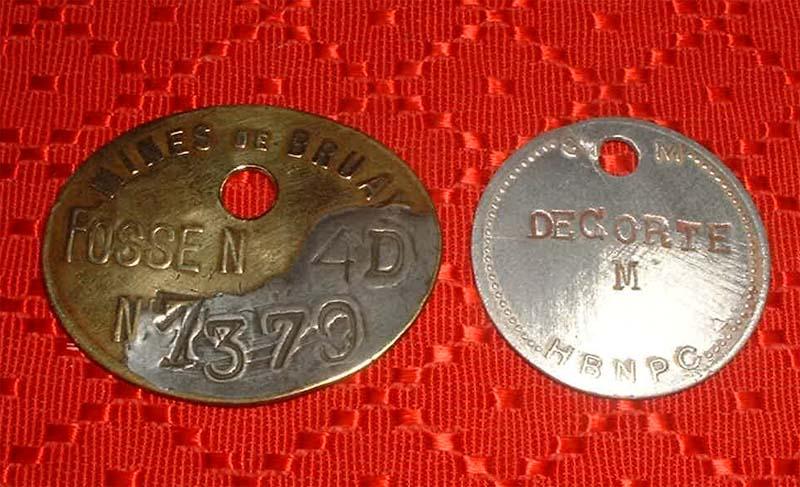 MINES DE BRUAY
FOSSE N 4D
N° 7379
DECORTE
M
HBNPC